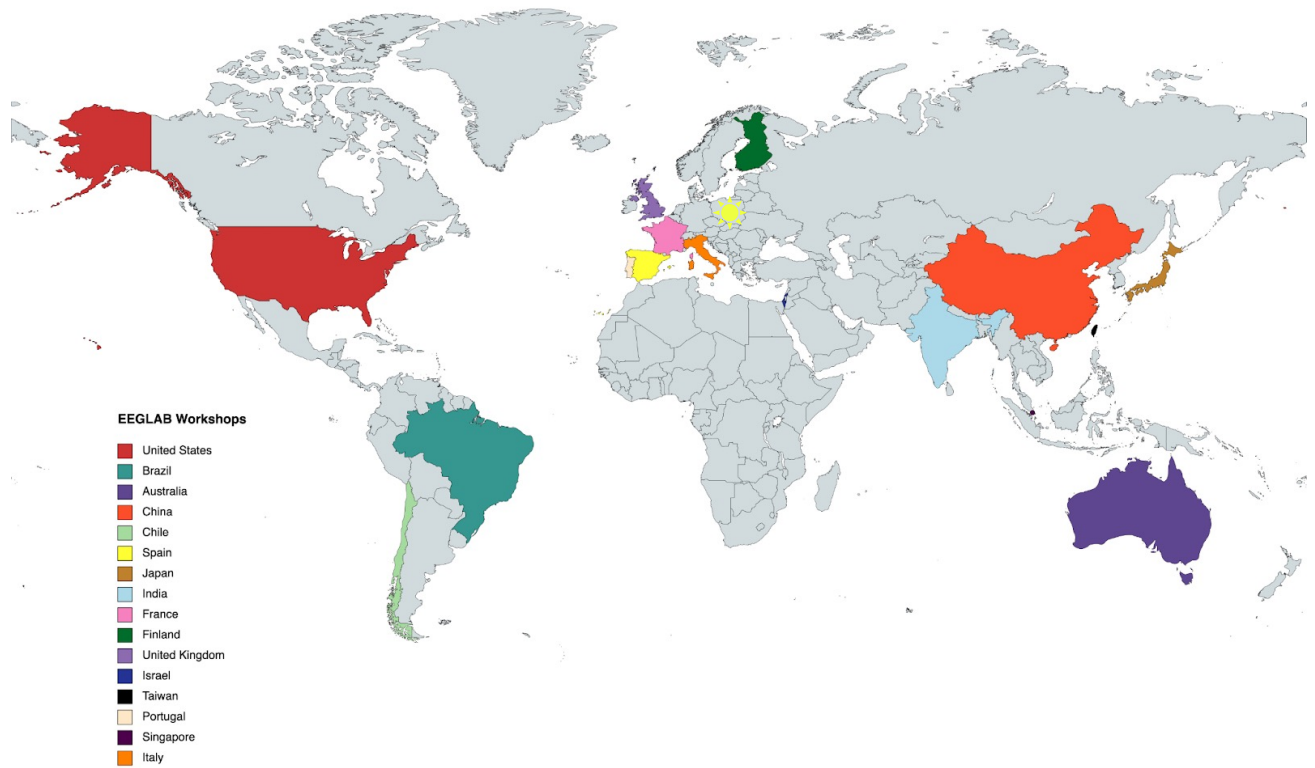 EEGLAB Workshops
United States
Brazil
Australia
China
Chile
Spain
Japan
India
France
Finland
United Kingdom
Israel
Taiwan
Portugal
Singapore
Italy